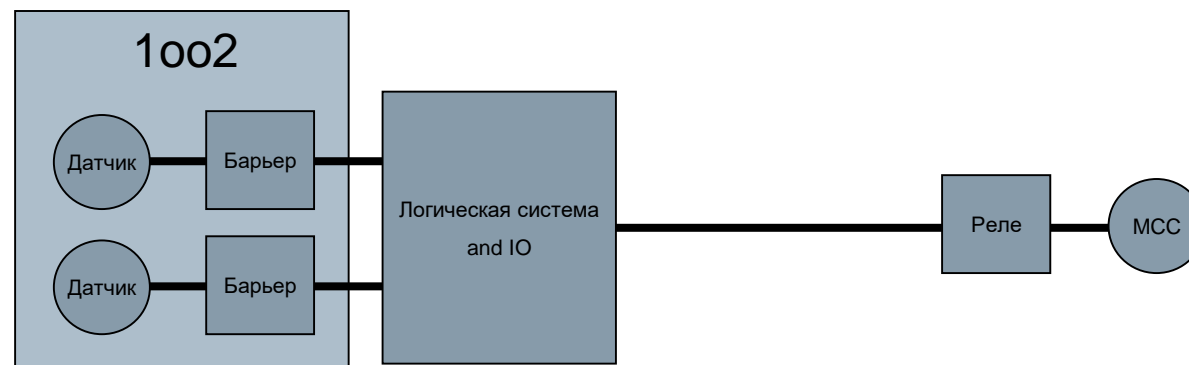 1oo2
Датчик
Барьер
Датчик
Барьер
Логическая система
and IO
Реле
МСС